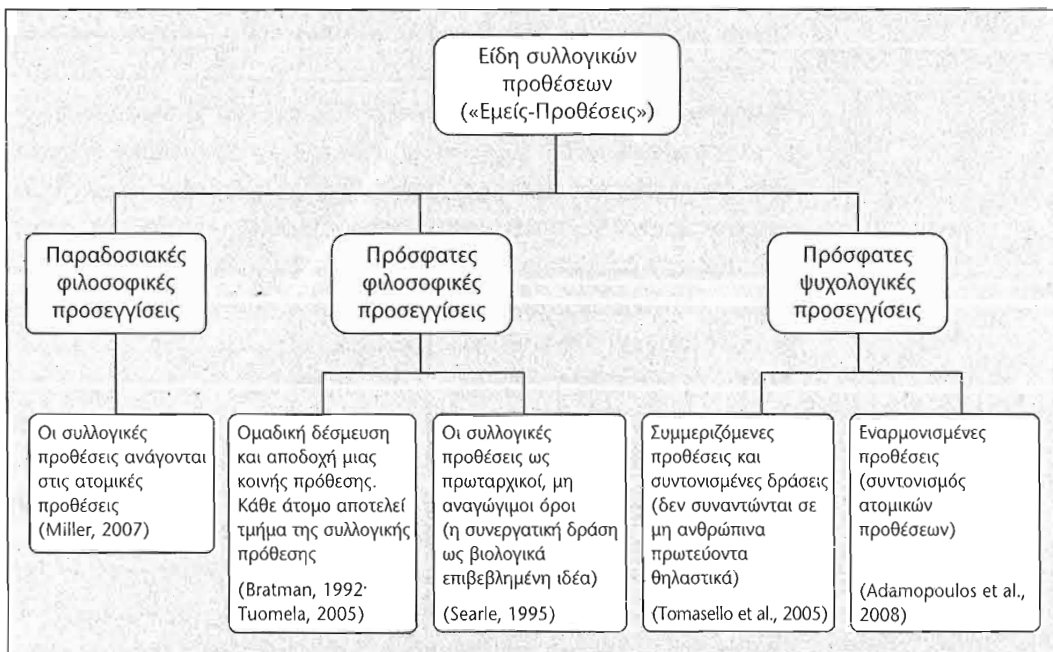 Είδη συλλογικών
προθέσεων
(«Εμείς-Προθέσεις»)
Παραδοσιακές
φιλοσοφικές
προσεγγίσεις
Πρόσφατες
φιλοσοφικές
προσεγγίσεις
Πρόσφατες
ψυχολογικές
προσεγγίσεις
Οι συλλογικές
προθέσεις ανάγονται
στις ατομικές
προθέσεις
(Miller, 2007)
Ομαδική δέσμευση
και αποδοχή μιας
κοινής πρόθεσης.
Κάθε άτομο αποτελεί
τμήμα της συλλογικής
πρόθεσης
(Bratman, 1992·
Tuomela, 2005)
Οι συλλογικές
προθέσεις ως
πρωταρχικοί, μη
αναγώγιμοι όροι
(η συνεργατική δράση
ως βιολογικά
επιβεβλημένη ιδέα)
(Searle, 1995)
Συμμεριζόμενες
προθέσεις και
συντονισμένες δράσεις
(δεν συναντώνται σε
μη ανθρώπινα
πρωτεύοντα
θηλαστικά)
(Tomasello et al., 2005)
Εναρμονισμένες
προθέσεις
(συντονισμός
ατομικών
προθέσεων)
(Adamopoulos et al.,
2008)